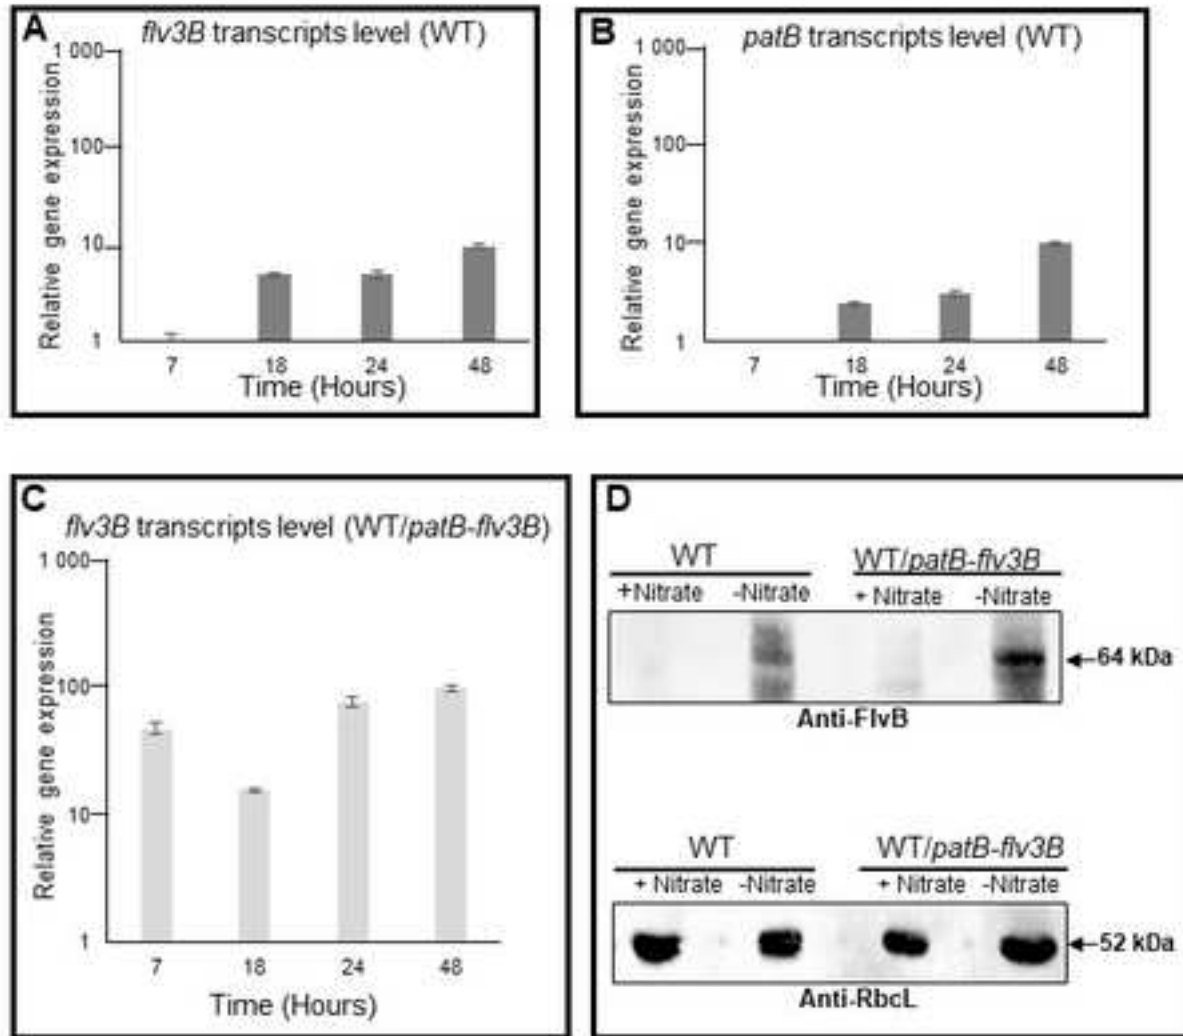 A
flv3B transcripts level (WT)
Relative gene expression
1 000
100
10
1
7 18 24 48
Time (Hours)
B
patB transcripts level (WT)
Relative gene expression
1 000
100
10
1
7 18 24 48
Time (Hours)
C
flv3B transcripts level (WT/patB-flv3B)
Relative gene expression
1 000
100
10
1
7 18 24 48
Time (Hours)
D
WT WT/patB-flv3B
+Nitrate -Nitrate + Nitrate -Nitrate
64 kDa
Anti-FlvB
WT WT/patB-flv3B
+ Nitrate -Nitrate + Nitrate -Nitrate
52 kDa
Anti-RbcL